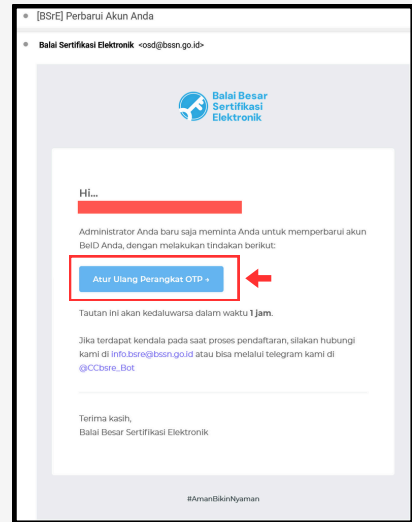 [BSrE] Perbarui Akun Anda
Balai Sertifikasi Elektronik <osd@bssn.go.id>
Balai Besar
Sertifikasi
Elektronik
Hi...
Administrator Anda baru saja meminta Anda untuk memperbarui akun
BeID Anda, dengan melakukan tindakan berikut:
Atur Ulang Perangkat OTP →
Tautan ini akan kedaluwarsa dalam waktu 1 jam.
Jika terdapat kendala pada saat proses pendaftaran, silakan hubungi
kami di info.bsre@bssn.go.id atau bisa melalui telegram kami di
@CCbsre_Bot
Terima kasih,
Balai Besar Sertifikasi Elektronik
#AmanBikinNyaman